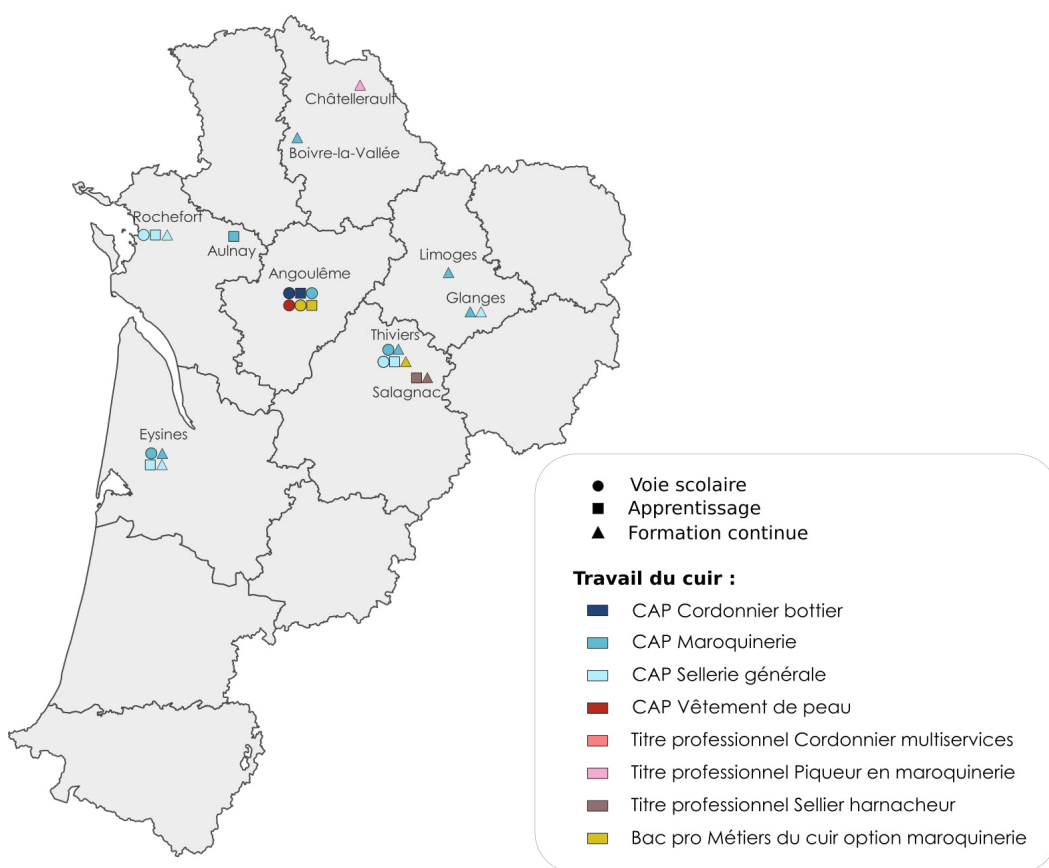 Châtellerault
Boivre-la-Vallée
Rochefort
Aulnay
Angoulême
Limoges
Glanges
Thiviers
Salagnac
Eysines
Voie scolaire
Apprentissage
Formation continue
Travail du cuir :
CAP Cordonnier bottier
CAP Maroquinerie
CAP Sellerie générale
CAP Vêtement de peau
Titre professionnel Cordonnier multiservices
Titre professionnel Piqueur en maroquinerie
Titre professionnel Sellier harnacheur
Bac pro Métiers du cuir option maroquinerie